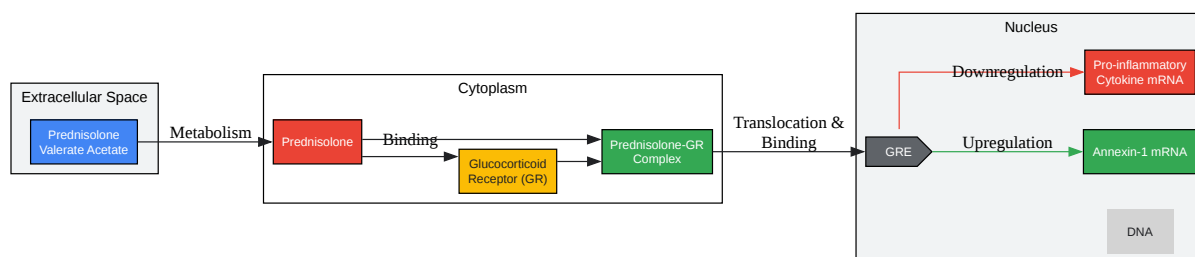 Extracellular Space
Prednisolone
Valerate Acetate
Metabolism
Cytoplasm
Prednisolone
Binding
Glucocorticoid
Receptor (GR)
Prednisolone-GR
Complex
Translocation &
Binding
Nucleus
GRE
Downregulation
Pro-inflammatory
Cytokine mRNA
Upregulation
Annexin-1 mRNA
DNA